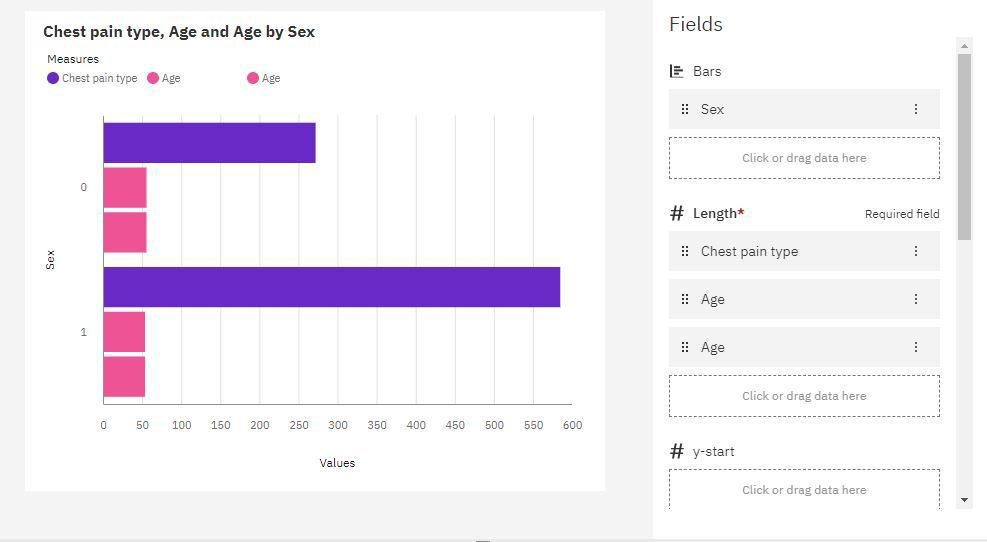 Chest pain type, Age and Age by Sex
Measures
Chest pain type Age Age
0
1
Sex
0 50 100 150 200 250 300 350 400 450 500 550 600
Values
Fields
Bars
Sex
Click or drag data here
Length* Required field
Chest pain type
Age
Age
Click or drag data here
y-start
Click or drag data here